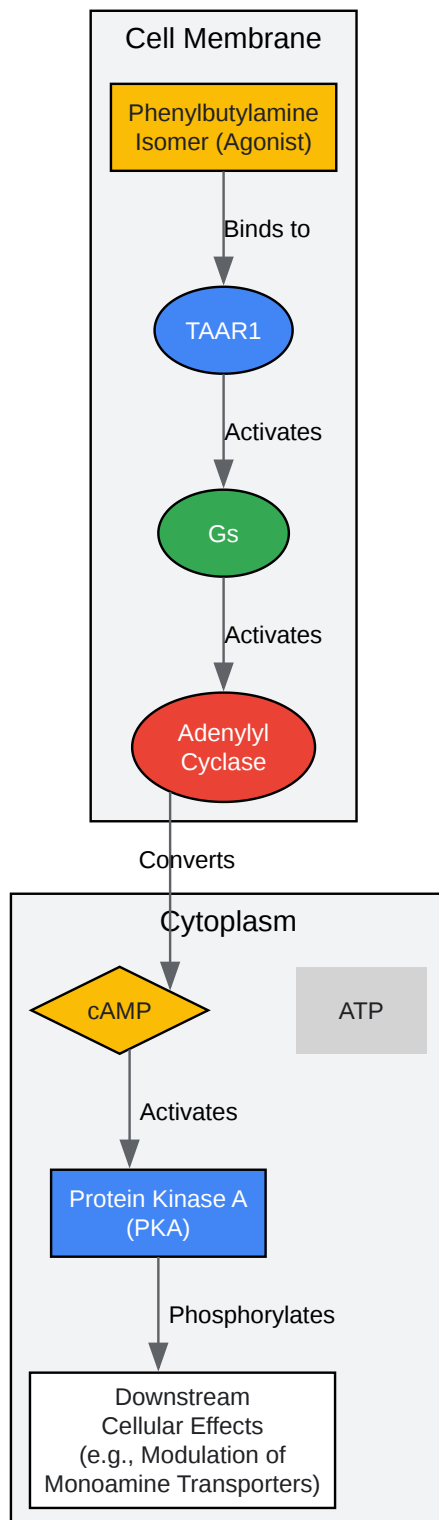 Cell Membrane
Phenylbutylamine
Isomer (Agonist)
Binds to
TAAR1
Activates
Gs
Activates
Adenylyl
Cyclase
Converts
Cytoplasm
cAMP
ATP
Activates
Protein Kinase A
(PKA)
Phosphorylates
Downstream
Cellular Effects
(e.g., Modulation of
Monoamine Transporters)